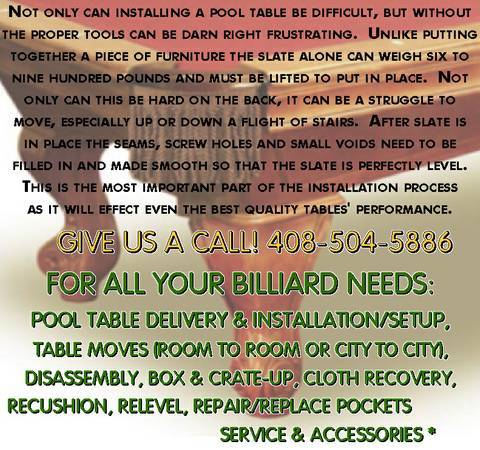 Not only can installing a pool table be difficult, but without
the proper tools can be darn right frustrating. Unlike putting
together a piece of furniture the slate alone can weigh six to
nine hundred pounds and must be lifted to put in place. Not
only can this be hard on the back, it can be a struggle to
move, especially up or down a flight of stairs. After slate is
in place the seams, screw holes and small voids need to be
filled in and made smooth so that the slate is perfectly level.
This is the most important part of the installation process
as it will effect even the best quality tables' performance.
GIVE US A CALL! 408-504-5886
FOR ALL YOUR BILLIARD NEEDS:
POOL TABLE DELIVERY & INSTALLATION/SETUP,
TABLE MOVES (ROOM TO ROOM OR CITY TO CITY),
DISASSEMBLY, BOX & CRATE-UP, CLOTH RECOVERY,
RECUSHION, RELEVEL, REPAIR/REPLACE POCKETS
SERVICE & ACCESSORIES *